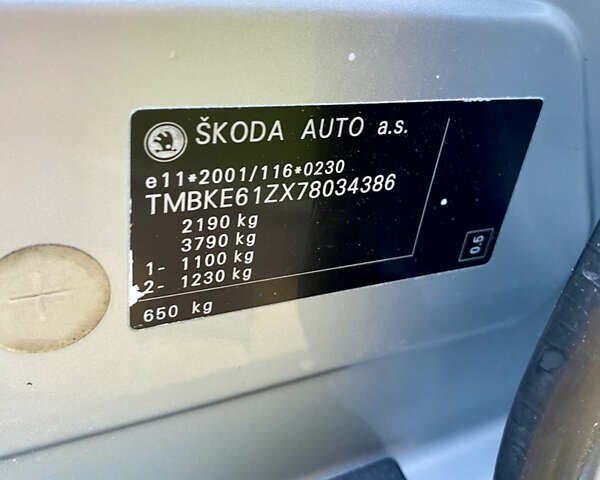 ŠKODA AUTO a.s.
e11*2001/116*0230
TMBKE61ZX78034386
2190 kg
3790 kg
1- 1100 kg
2- 1230 kg
650 kg
0.5